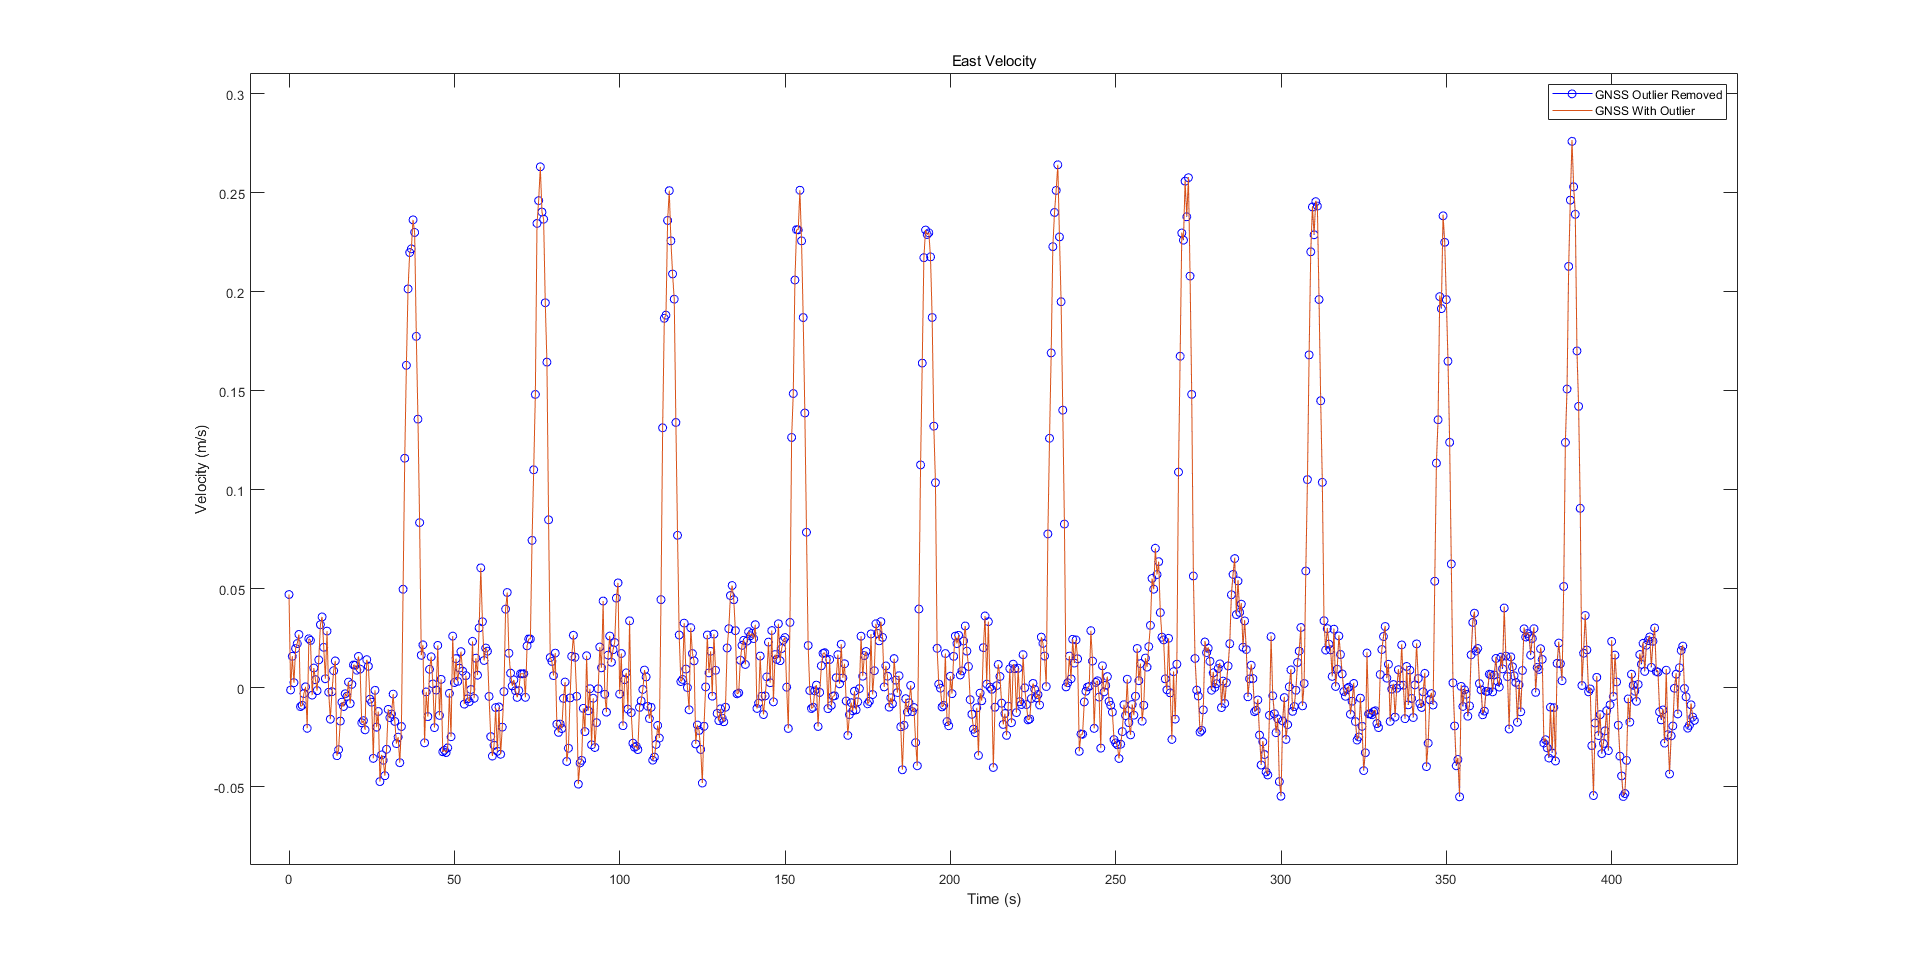 East Velocity
GNSS Outlier Removed
GNSS With Outlier
0.3
0.25
0.2
0.15
0.1
0.05
0
-0.05
Velocity (m/s)
0 50 100 150 200 250 300 350 400
Time (s)